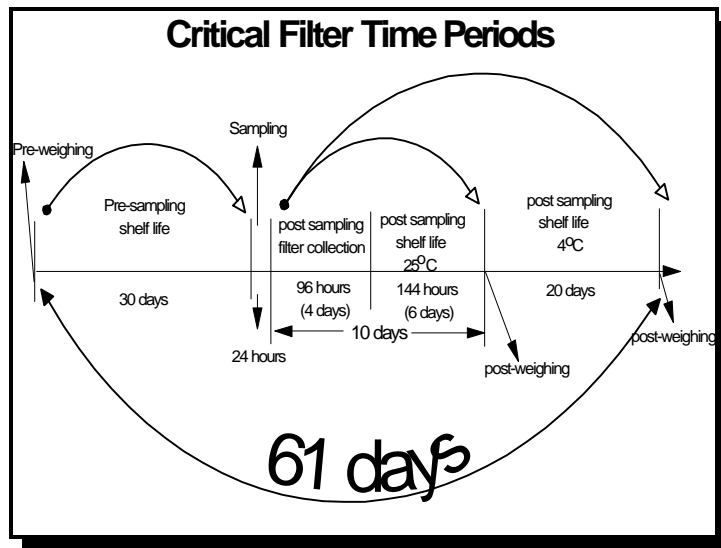 Critical Filter Time Periods
Pre-weighing
Sampling
Pre-sampling
shelf life
post sampling
filter collection
post sampling
shelf life
25⁰C
post sampling
shelf life
4⁰C
30 days
24 hours
96 hours
(4 days)
144 hours
(6 days)
10 days
20 days
post-weighing
post-weighing
61 days